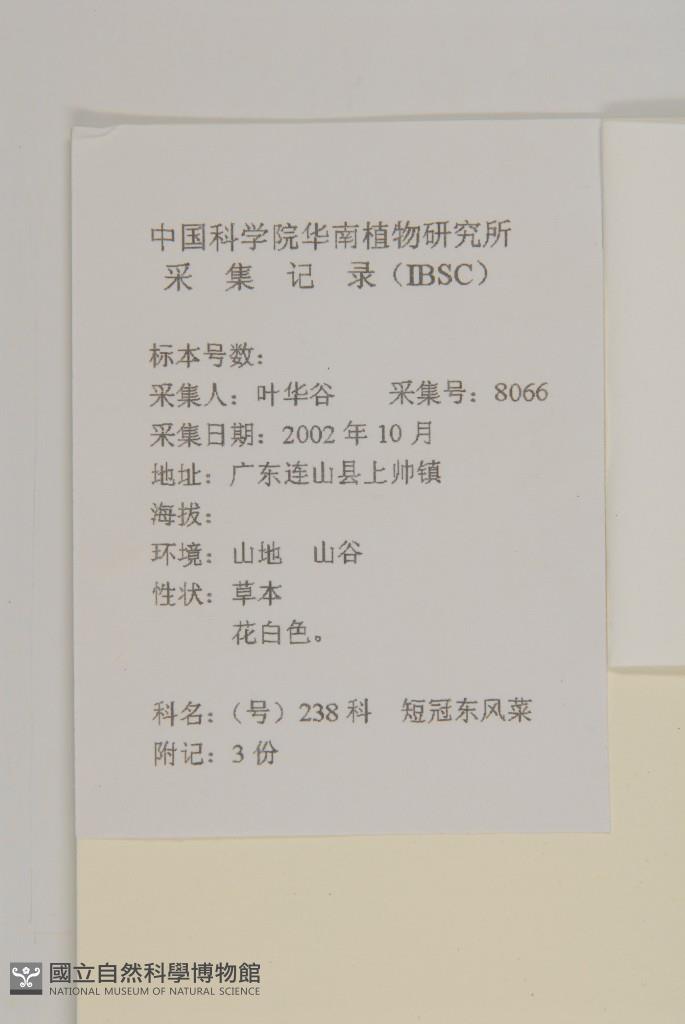 中国科学院华南植物研究所
采 集 记 录（IBSC）
标本号数：
采集人：叶华谷 采集号：8066
采集日期：2002 年 10 月
地址：广东连山县上帅镇
海拔：
环境：山地 山谷
性状：草本
花白色。
科名：（号）238 科 短冠东风菜
附记：3 份
國立自然科學博物館
NATIONAL MUSEUM OF NATURAL SCIENCE